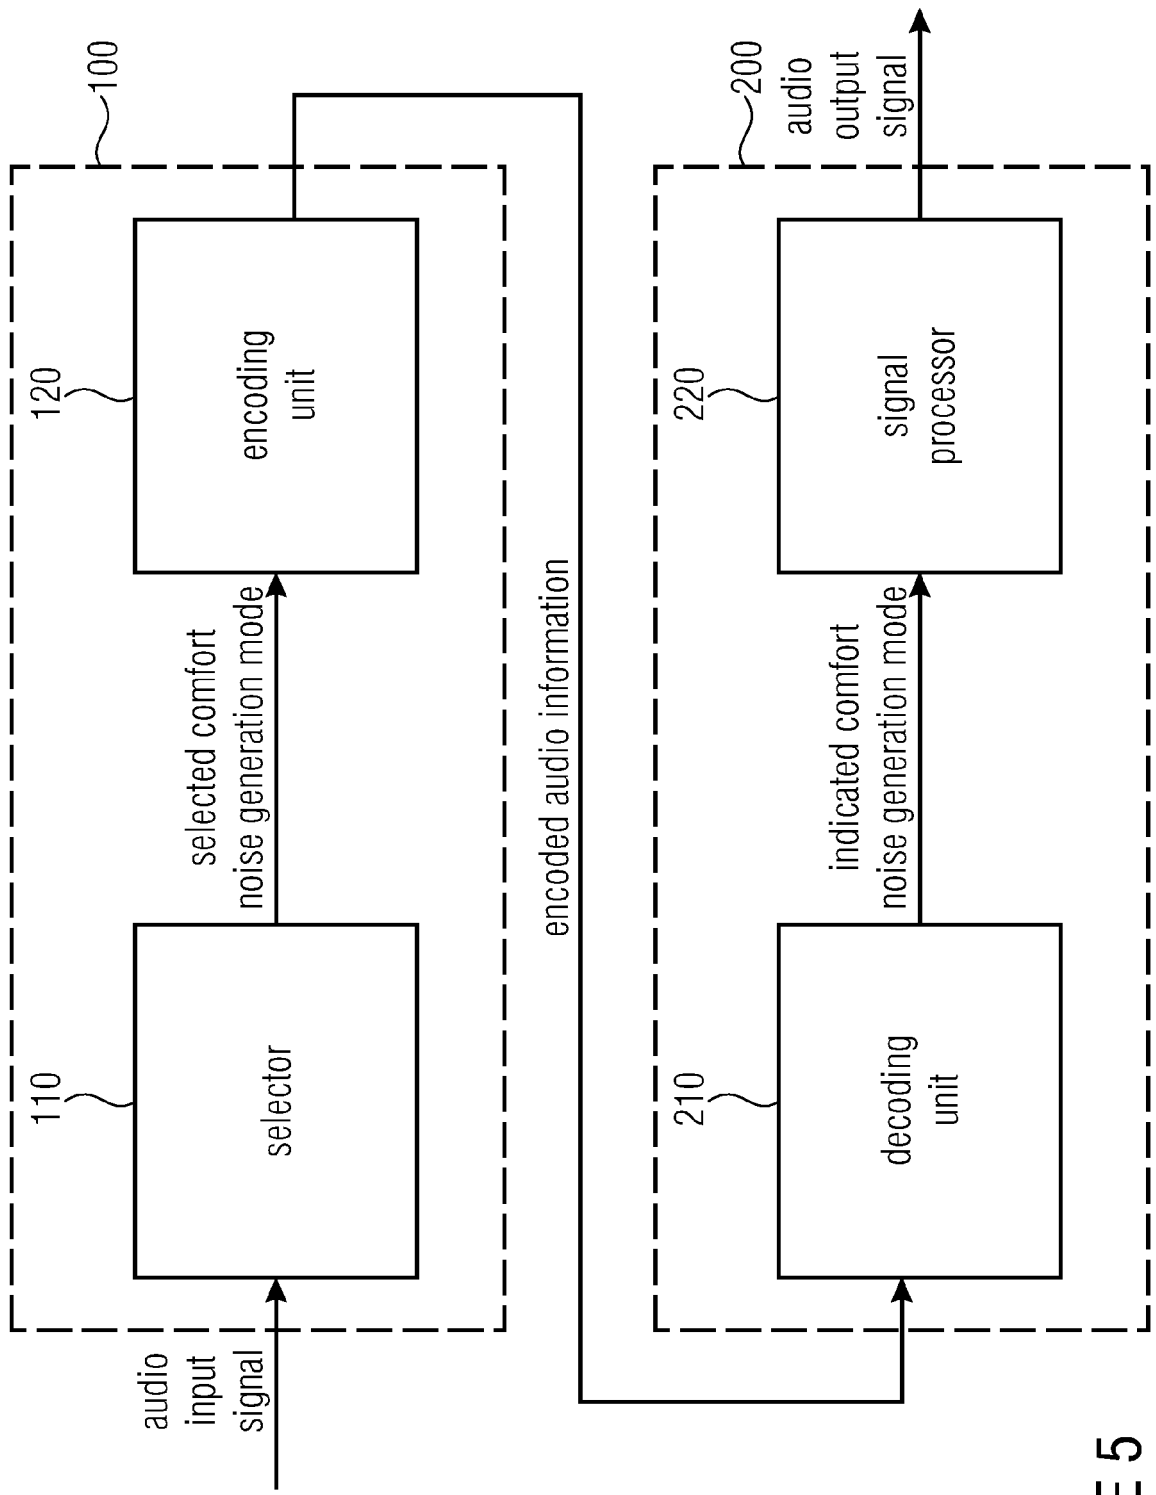 100
120
110
audio
input
signal
selector
selected comfort
noise generation mode
encoding
unit
encoded audio information
200
220
210
decoding
unit
indicated comfort
noise generation mode
signal
processor
audio
output
signal
E 5